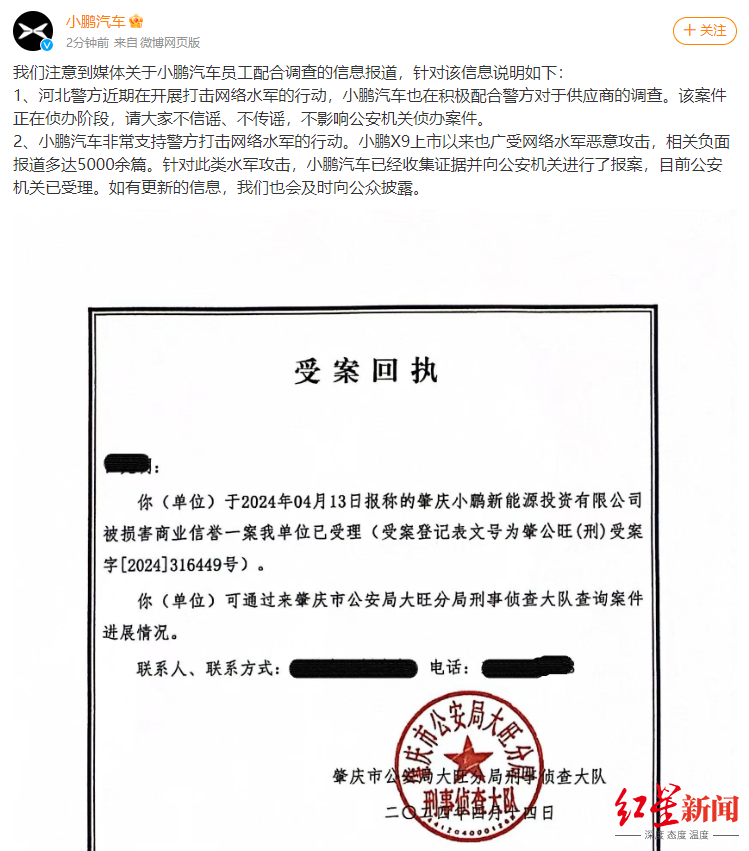 小鹏汽车
2分钟前 来自 微博网页版
+ 关注
我们注意到媒体关于小鹏汽车员工配合调查的信息报道，针对该信息说明如下：
1、河北警方近期在开展打击网络水军的行动，小鹏汽车也在积极配合警方对于供应商的调查。该案件
正在侦办阶段，请大家不信谣、不传谣，不影响公安机关侦办案件。
2、小鹏汽车非常支持警方打击网络水军的行动。小鹏X9上市以来也广受网络水军恶意攻击，相关负面
报道多达5000余篇。针对此类水军攻击，小鹏汽车已经收集证据并向公安机关进行了报案，目前公安
机关已受理。如有更新的信息，我们也会及时向公众披露。
受案回执
：
你（单位）于2024年04月13日报称的肇庆小鹏新能源投资有限公司
被损害商业信誉一案我单位已受理（受案登记表文号为肇公旺(刑)受案
字[2024]316449号）。
你（单位）可通过来肇庆市公安局大旺分局刑事侦查大队查询案件
进展情况。
联系人、联系方式： 电话：
肇庆市公安局大旺分局
刑事侦查大队
肇庆市公安局大旺分局刑事侦查大队
二〇二四年四月十四日
红星新闻
深度 态度 温度